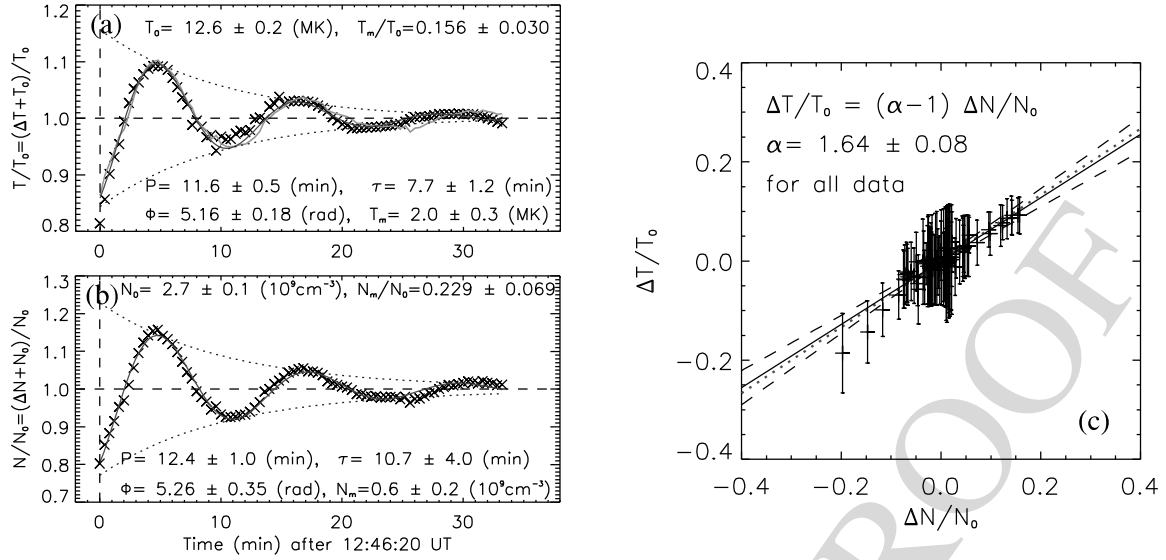 (a)
T₀= 12.6 ± 0.2 (MK), Tₘ/T₀=0.156 ± 0.030
T/T₀=(ΔT+T₀)/T₀
1.2
1.1
1.0
0.9
0.8
P= 11.6 ± 0.5 (min), τ= 7.7 ± 1.2 (min)
Φ= 5.16 ± 0.18 (rad), Tₘ= 2.0 ± 0.3 (MK)
0 10 20 30
(b)
N₀= 2.7 ± 0.1 (10⁹cm⁻³), Nₘ/N₀=0.229 ± 0.069
N/N₀=(ΔN+N₀)/N₀
1.3
1.2
1.1
1.0
0.9
0.8
0.7
P= 12.4 ± 1.0 (min), τ= 10.7 ± 4.0 (min)
Φ= 5.26 ± 0.35 (rad), Nₘ=0.6 ± 0.2 (10⁹cm⁻³)
0 10 20 30
Time (min) after 12:46:20 UT
ΔT/T₀ = (α−1) ΔN/N₀
α= 1.64 ± 0.08
for all data
ΔT/T₀
0.4
0.2
0.0
−0.2
−0.4
(c)
−0.4 −0.2 0.0 0.2 0.4
ΔN/N₀
PROOF